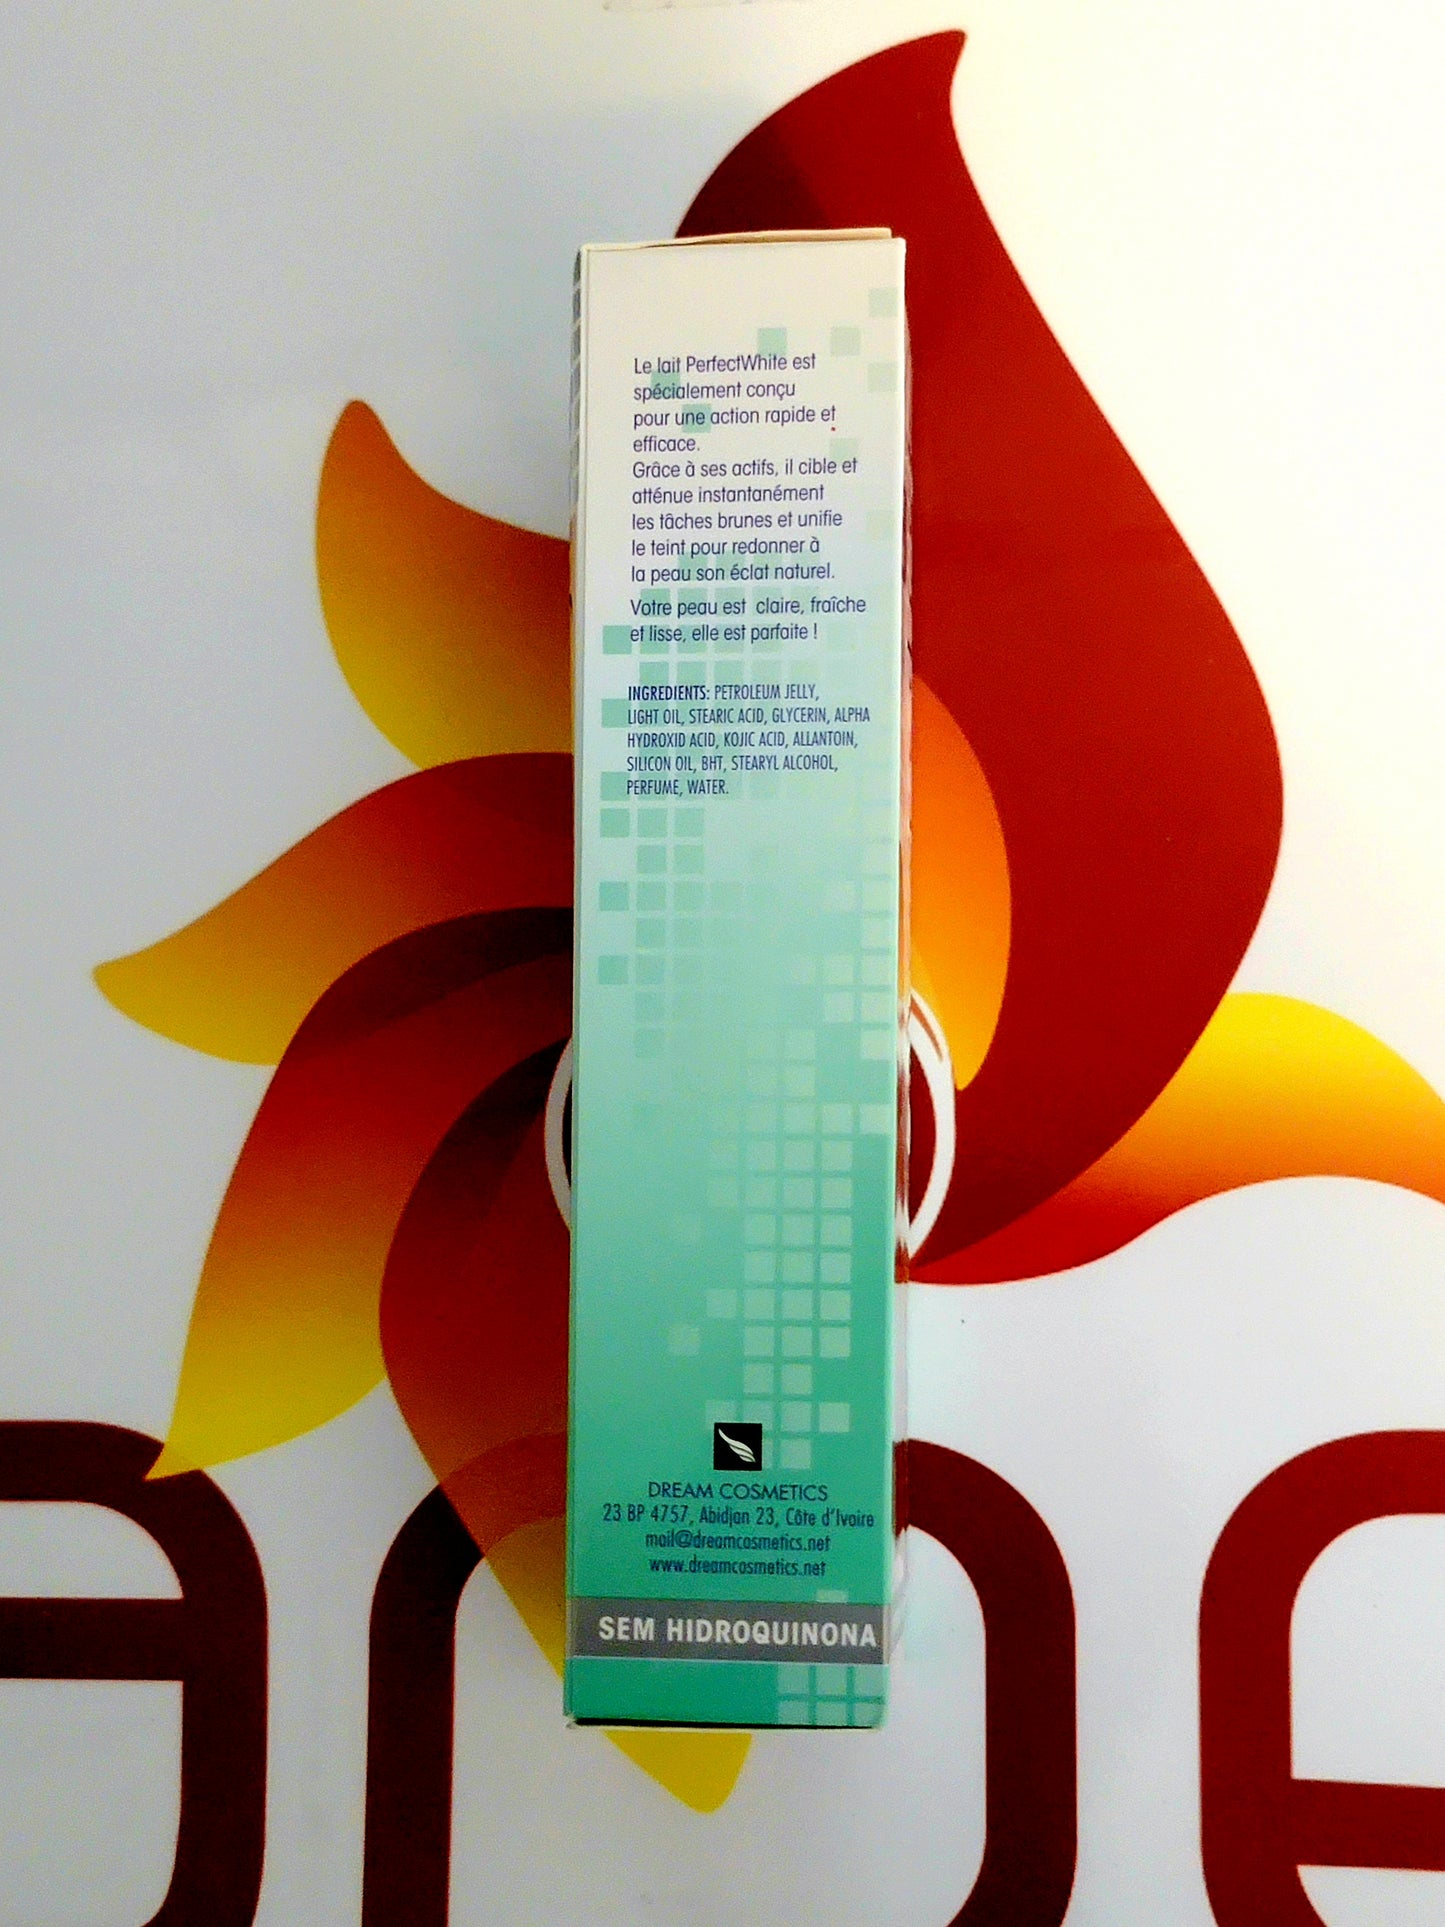 Le lait PerfectWhite est
spécialement conçu
pour une action rapide et
efficace.
Grâce à ses actifs, il cible et
atténue instantanément
les tâches brunes et unifie
le teint pour redonner à
la peau son éclat naturel.
Votre peau est claire, fraîche
et lisse, elle est parfaite !
INGREDIENTS: PETROLEUM JELLY,
LIGHT OIL, STEARIC ACID, GLYCERIN, ALPHA
HYDROXID ACID, KOJIC ACID, ALLANTOIN,
SILICON OIL, BHT, STEARYL ALCOHOL,
PERFUME, WATER.
DREAM COSMETICS
23 BP 4757, Abidjan 23, Côte d'Ivoire
mail@dreamcosmetics.net
www.dreamcosmetics.net
SEM HIDROQUINONA